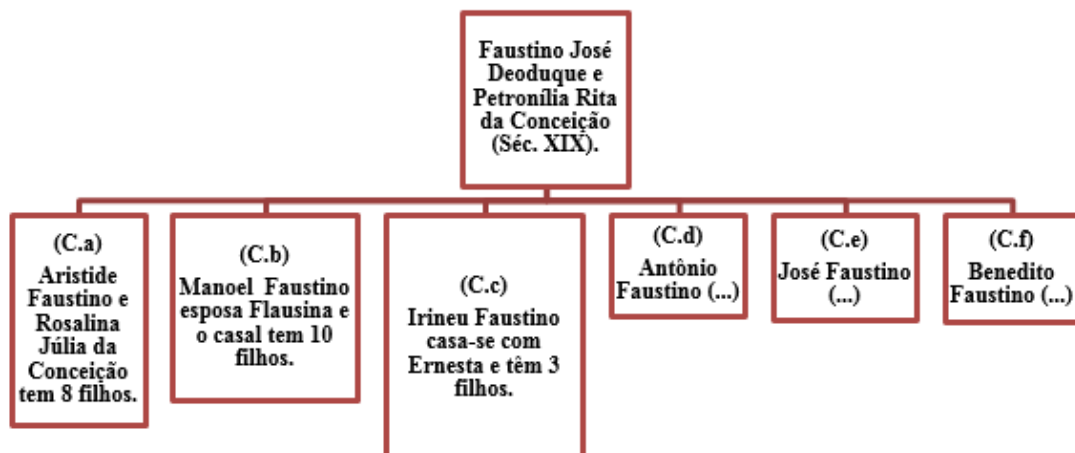 Faustino José
Deoduque e
Petronília Rita
da Conceição
(Séc. XIX).
(C.a)
Aristide
Faustino e
Rosalina
Júlia da
Conceição
tem 8 filhos.
(C.b)
Manoel Faustino
esposa Flausina e
o casal tem 10
filhos.
(C.c)
Irineu Faustino
casa-se com
Ernesta e têm 3
filhos.
(C.d)
Antônio
Faustino (...)
(C.e)
José Faustino
(...)
(C.f)
Benedito
Faustino (...)